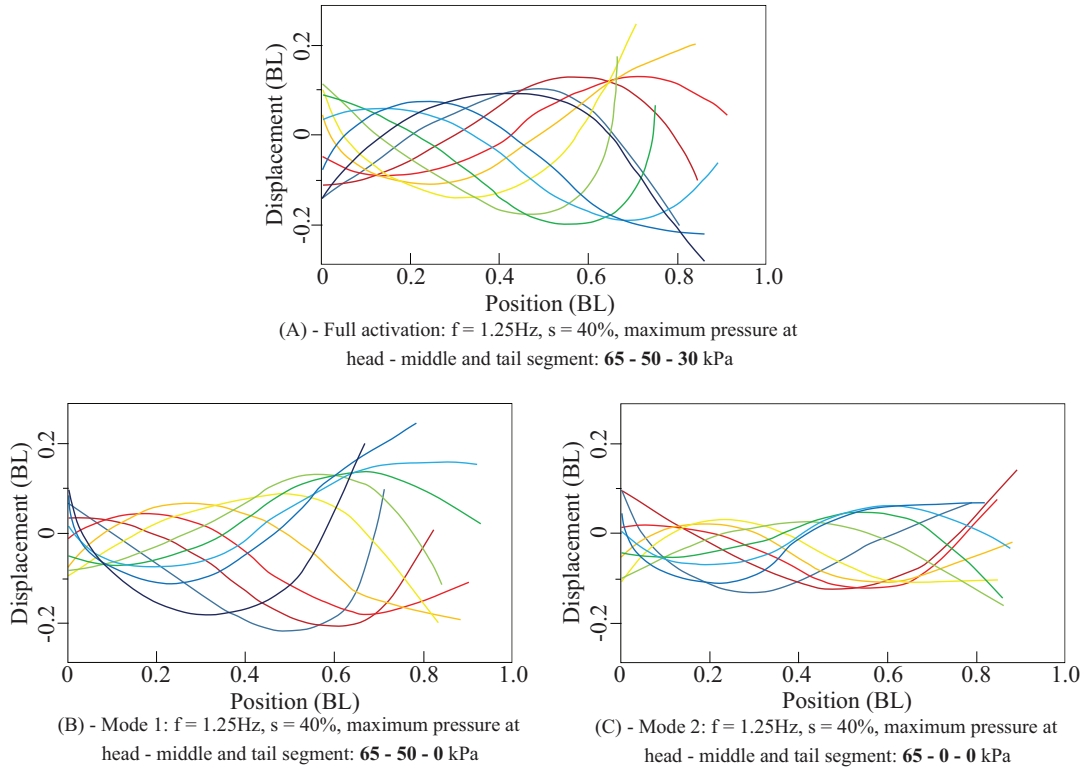 Displacement (BL)
0.2
0
-0.2
0 0.2 0.4 0.6 0.8 1.0
Position (BL)
(A) - Full activation: f = 1.25Hz, s = 40%, maximum pressure at
head - middle and tail segment: 65 - 50 - 30 kPa
Displacement (BL)
0.2
0
-0.2
0 0.2 0.4 0.6 0.8 1.0
Position (BL)
(B) - Mode 1: f = 1.25Hz, s = 40%, maximum pressure at
head - middle and tail segment: 65 - 50 - 0 kPa
Displacement (BL)
0.2
0
-0.2
0 0.2 0.4 0.6 0.8 1.0
Position (BL)
(C) - Mode 2: f = 1.25Hz, s = 40%, maximum pressure at
head - middle and tail segment: 65 - 0 - 0 kPa